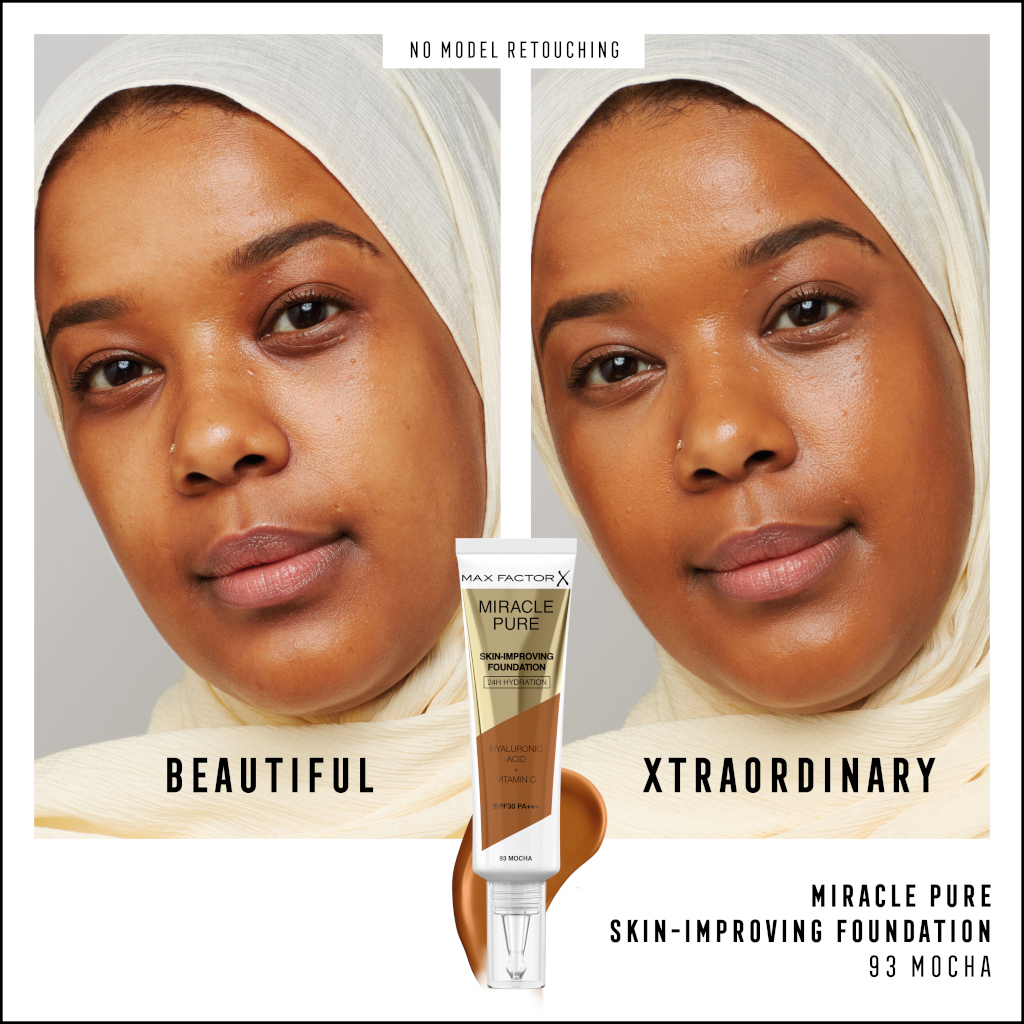 NO MODEL RETOUCHING
BEAUTIFUL
XTRAORDINARY
MAX FACTOR X
MIRACLE
PURE
SKIN-IMPROVING
FOUNDATION
24H HYDRATION
HYALURONIC
ACID
+
VITAMIN C
SPF30 PA+++
93 MOCHA
MIRACLE PURE
SKIN-IMPROVING FOUNDATION
93 MOCHA